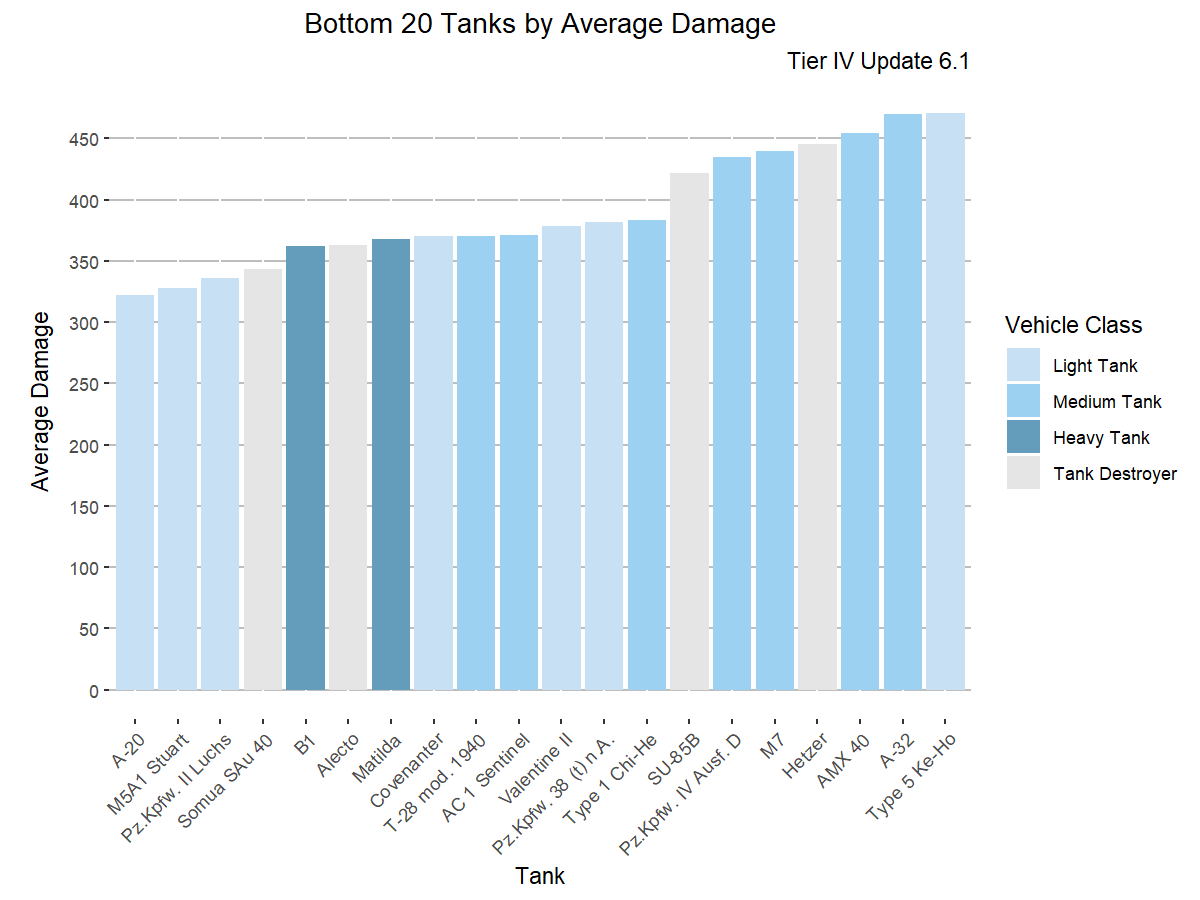 Bottom 20 Tanks by Average Damage
Tier IV Update 6.1
Average Damage
450
400
350
300
250
200
150
100
50
0
A-20
M5A1 Stuart
Pz.Kpfw. II Luchs
Somua SAu 40
B1
Alecto
Matilda
Covenanter
T-28 mod. 1940
AC 1 Sentinel
Valentine II
Pz.Kpfw. 38 (t) n.A.
Type 1 Chi-He
SU-85B
Pz.Kpfw. IV Ausf. D
M7
Hetzer
AMX 40
A-32
Type 5 Ke-Ho
Tank
Vehicle Class
Light Tank
Medium Tank
Heavy Tank
Tank Destroyer